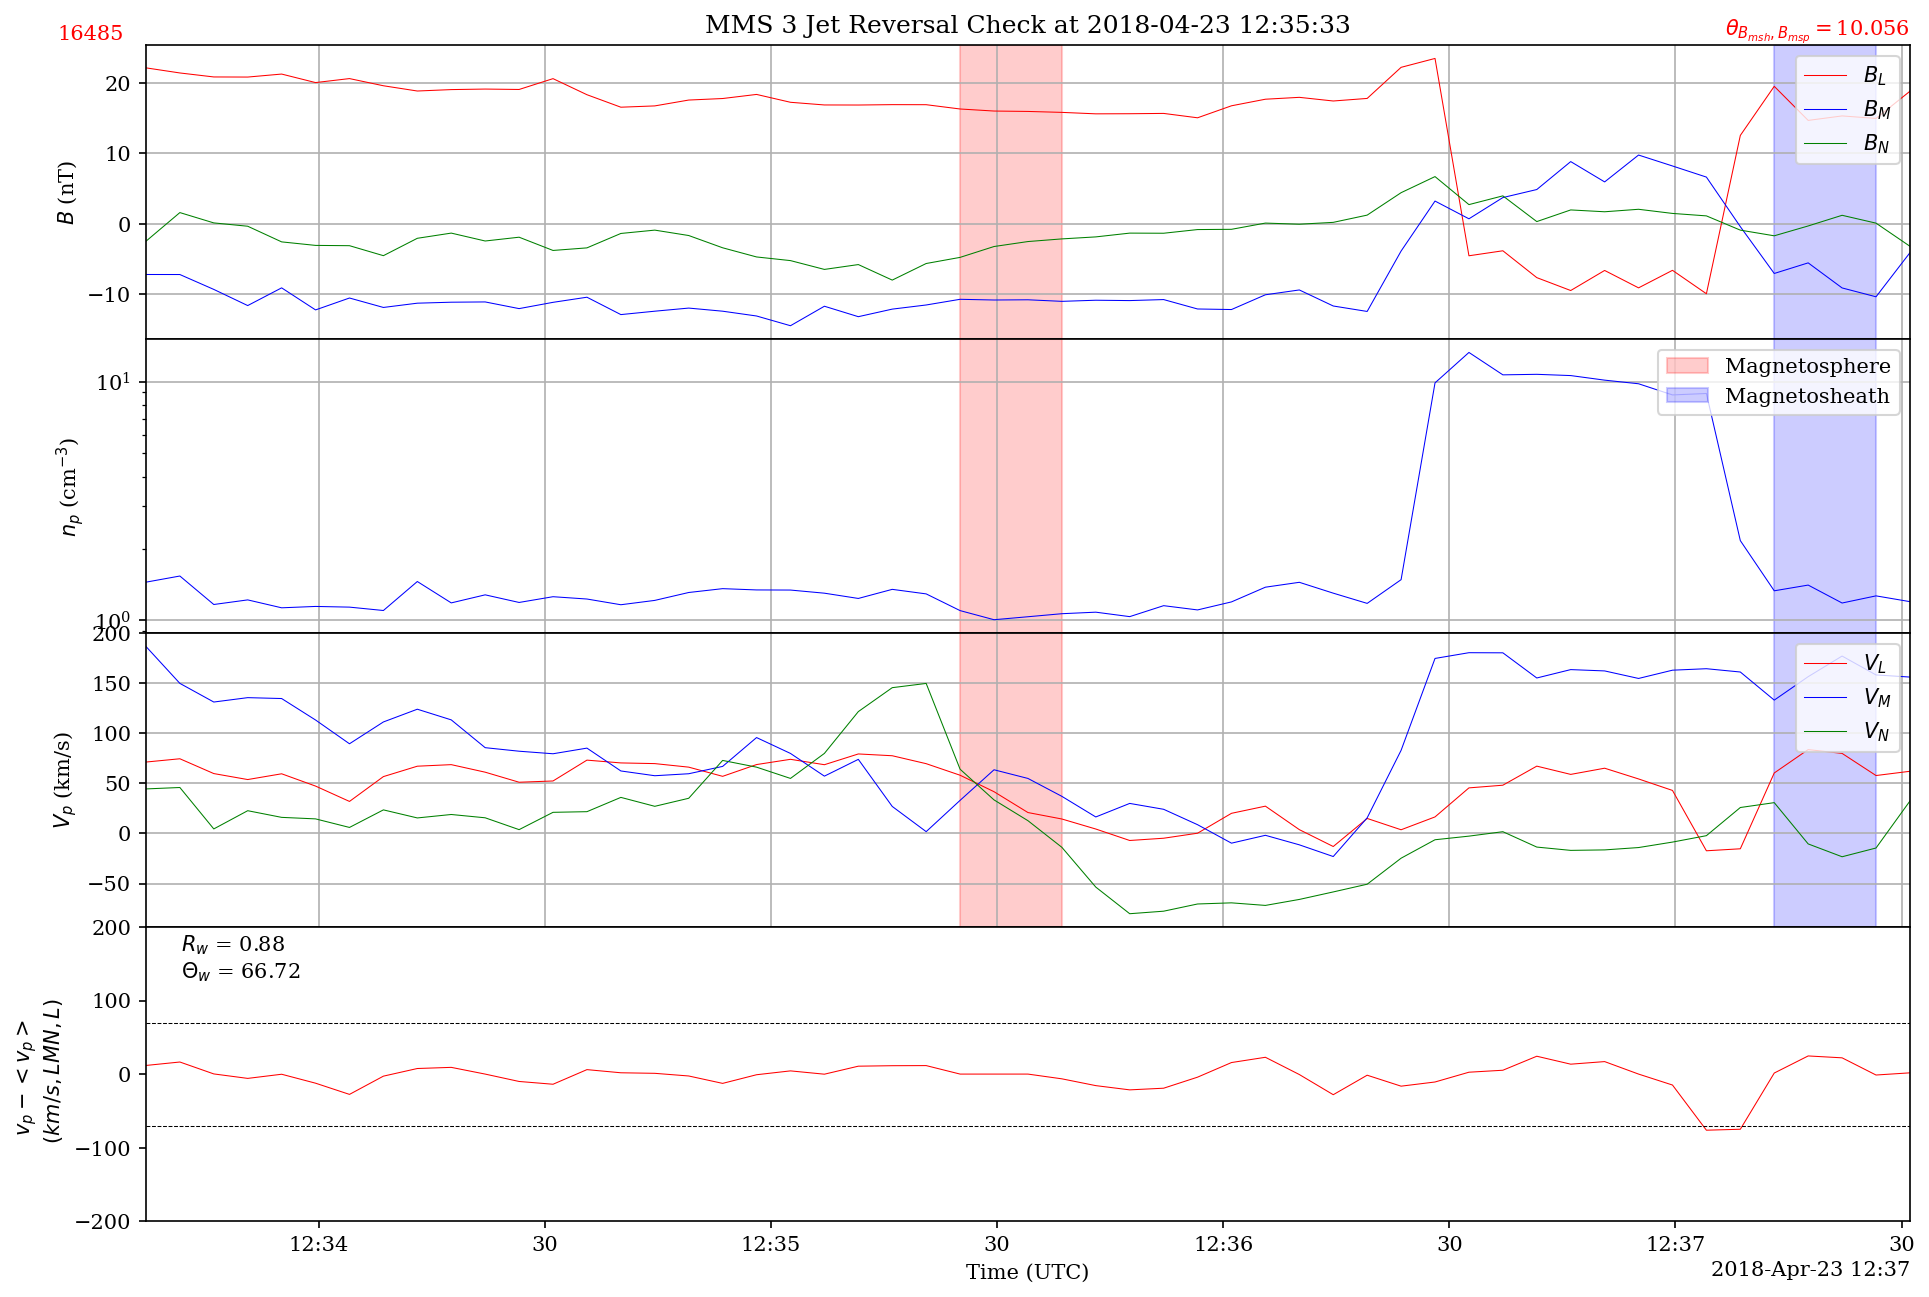 16485
MMS 3 Jet Reversal Check at 2018-04-23 12:35:33
θ_{B_{msh}, B_{msp}} = 10.056
20
10
0
−10
B (nT)
B_L
B_M
B_N
10^1
10^0
n_p (cm^{−3})
Magnetosphere
Magnetosheath
200
150
100
50
0
−50
V_p (km/s)
V_L
V_M
V_N
200
100
0
−100
−200
v_p − < v_p >
(km/s, LMN, L)
R_w = 0.88
Θ_w = 66.72
12:34
30
12:35
30
12:36
30
12:37
30
Time (UTC)
2018-Apr-23 12:37